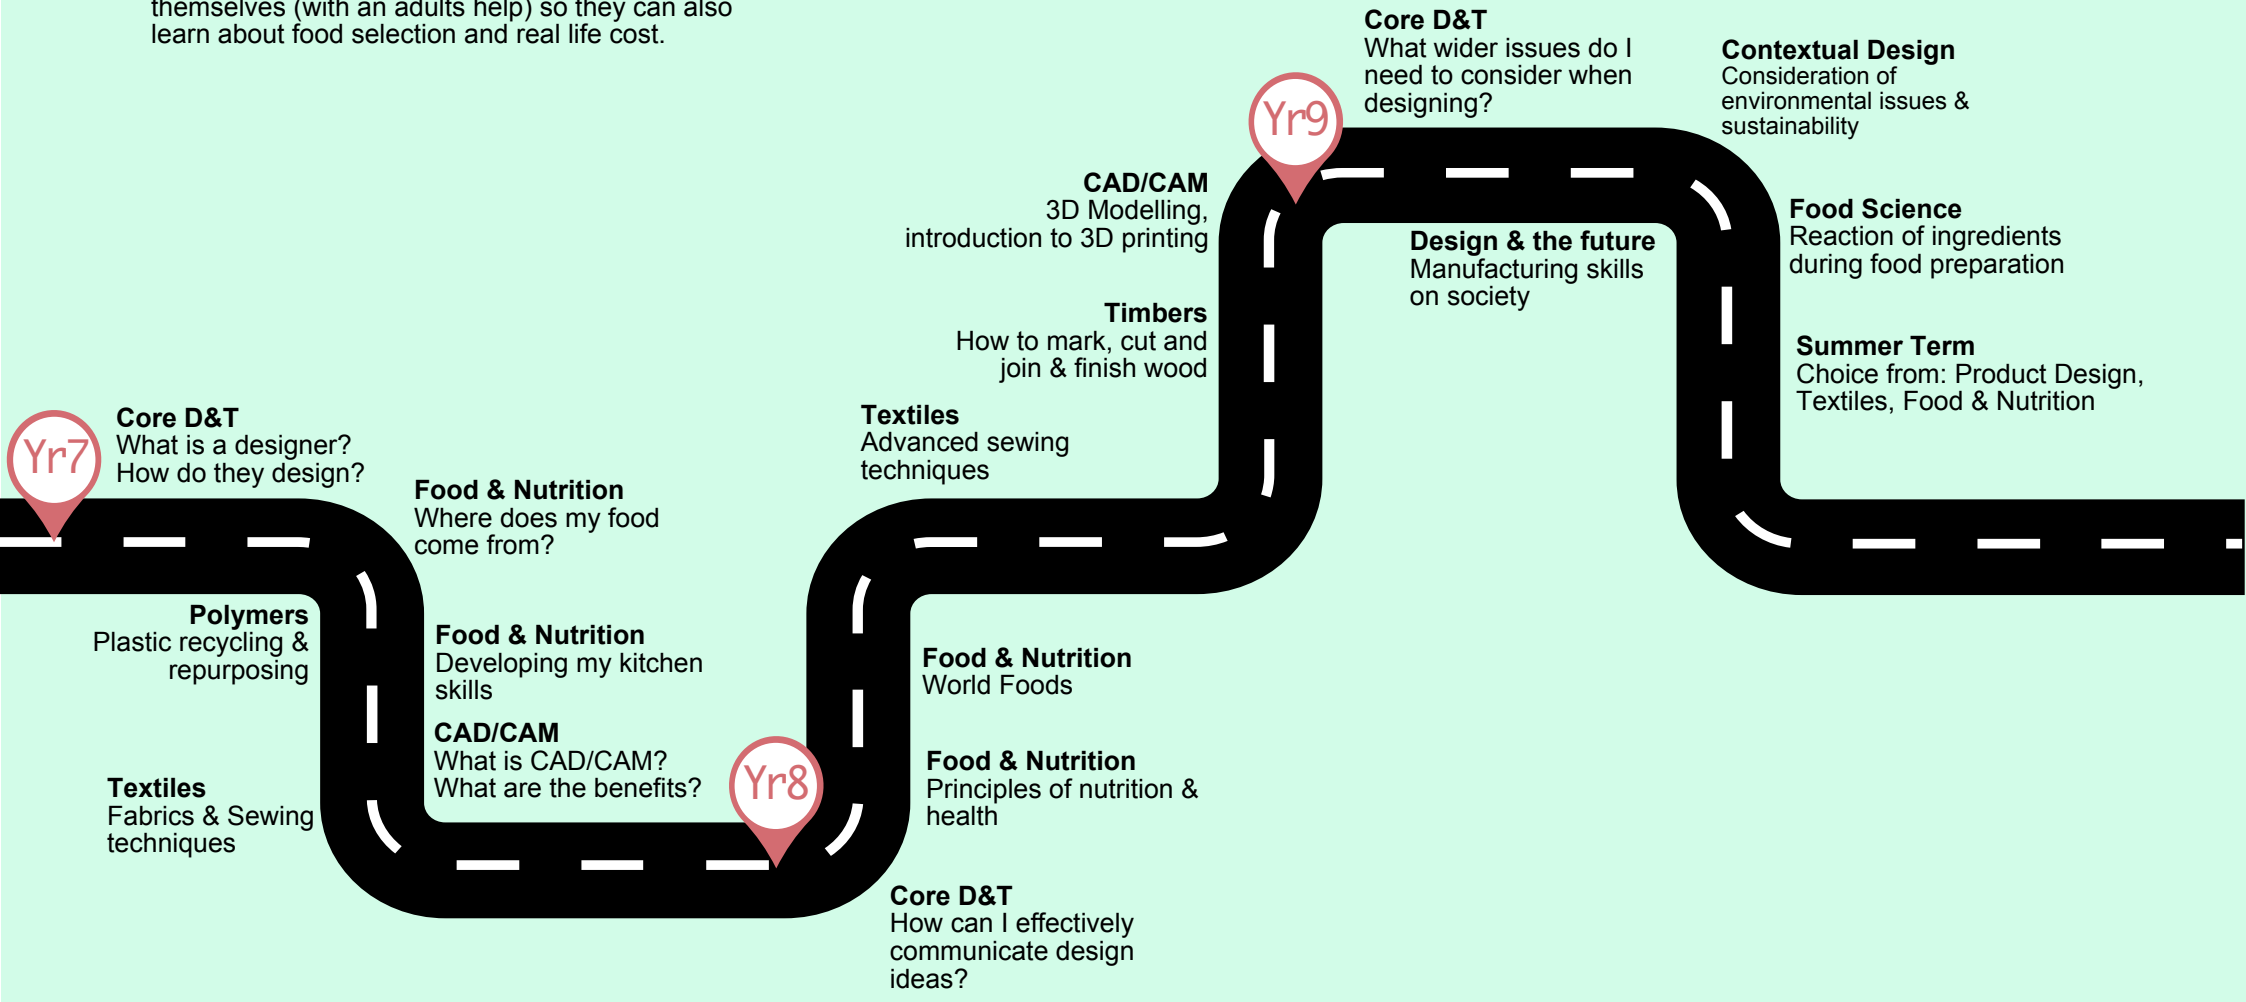 themselves (with an adults help) so they can also
learn about food selection and real life cost.
Yr7
Core D&T
What is a designer?
How do they design?
Food & Nutrition
Where does my food
come from?
Polymers
Plastic recycling &
repurposing
Food & Nutrition
Developing my kitchen
skills
Textiles
Fabrics & Sewing
techniques
CAD/CAM
What is CAD/CAM?
What are the benefits?
Yr8
Core D&T
How can I effectively
communicate design
ideas?
Food & Nutrition
Principles of nutrition &
health
Food & Nutrition
World Foods
Textiles
Advanced sewing
techniques
Timbers
How to mark, cut and
join & finish wood
CAD/CAM
3D Modelling,
introduction to 3D printing
Yr9
Core D&T
What wider issues do I
need to consider when
designing?
Design & the future
Manufacturing skills
on society
Contextual Design
Consideration of
environmental issues &
sustainability
Food Science
Reaction of ingredients
during food preparation
Summer Term
Choice from: Product Design,
Textiles, Food & Nutrition